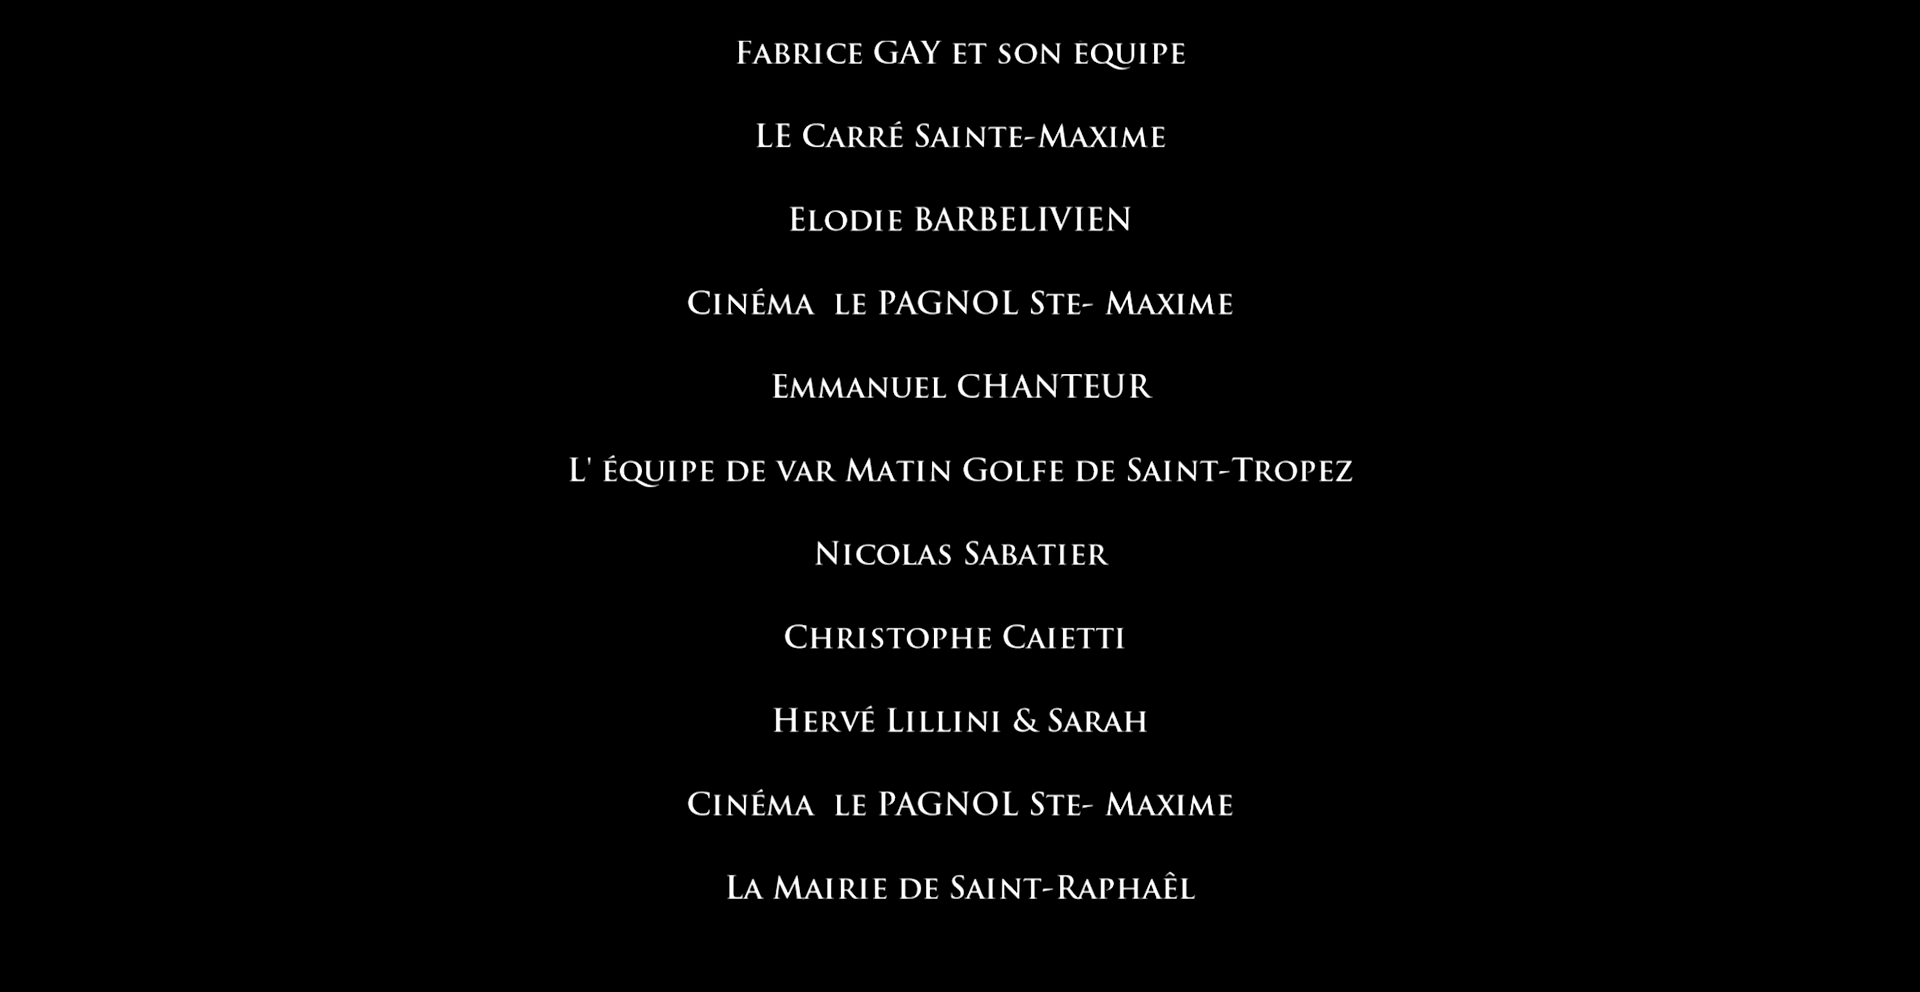 Fabrice GAY et son équipe
LE Carré Sainte-Maxime
Elodie BARBELIVIEN
Cinéma  le PAGNOL Ste- Maxime
Emmanuel CHANTEUR
L' équipe de var Matin Golfe de Saint-Tropez
Nicolas Sabatier
Christophe Caietti
Hervé Lillini & Sarah
Cinéma  le PAGNOL Ste- Maxime
La Mairie de Saint-Raphaêl